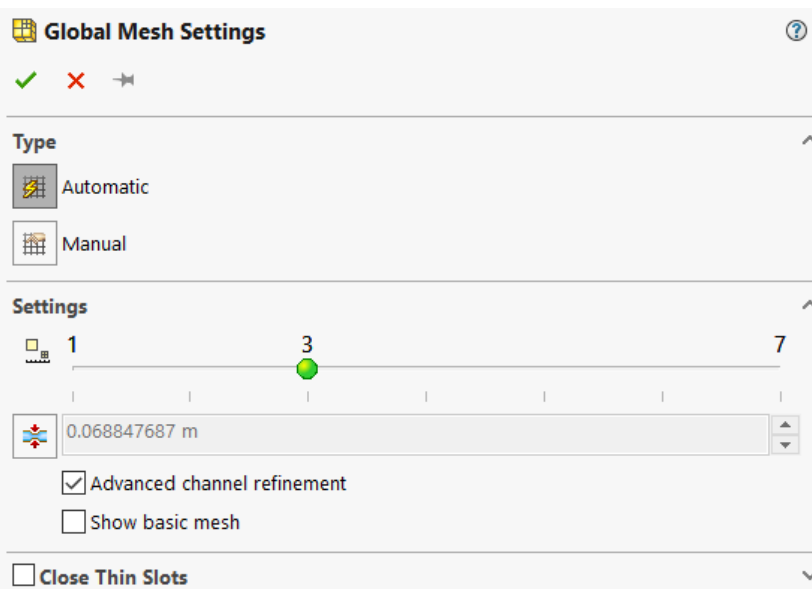 Global Mesh Settings
?
Type
Automatic
Manual
Settings
1 3 7
0.068847687 m
Advanced channel refinement
Show basic mesh
Close Thin Slots